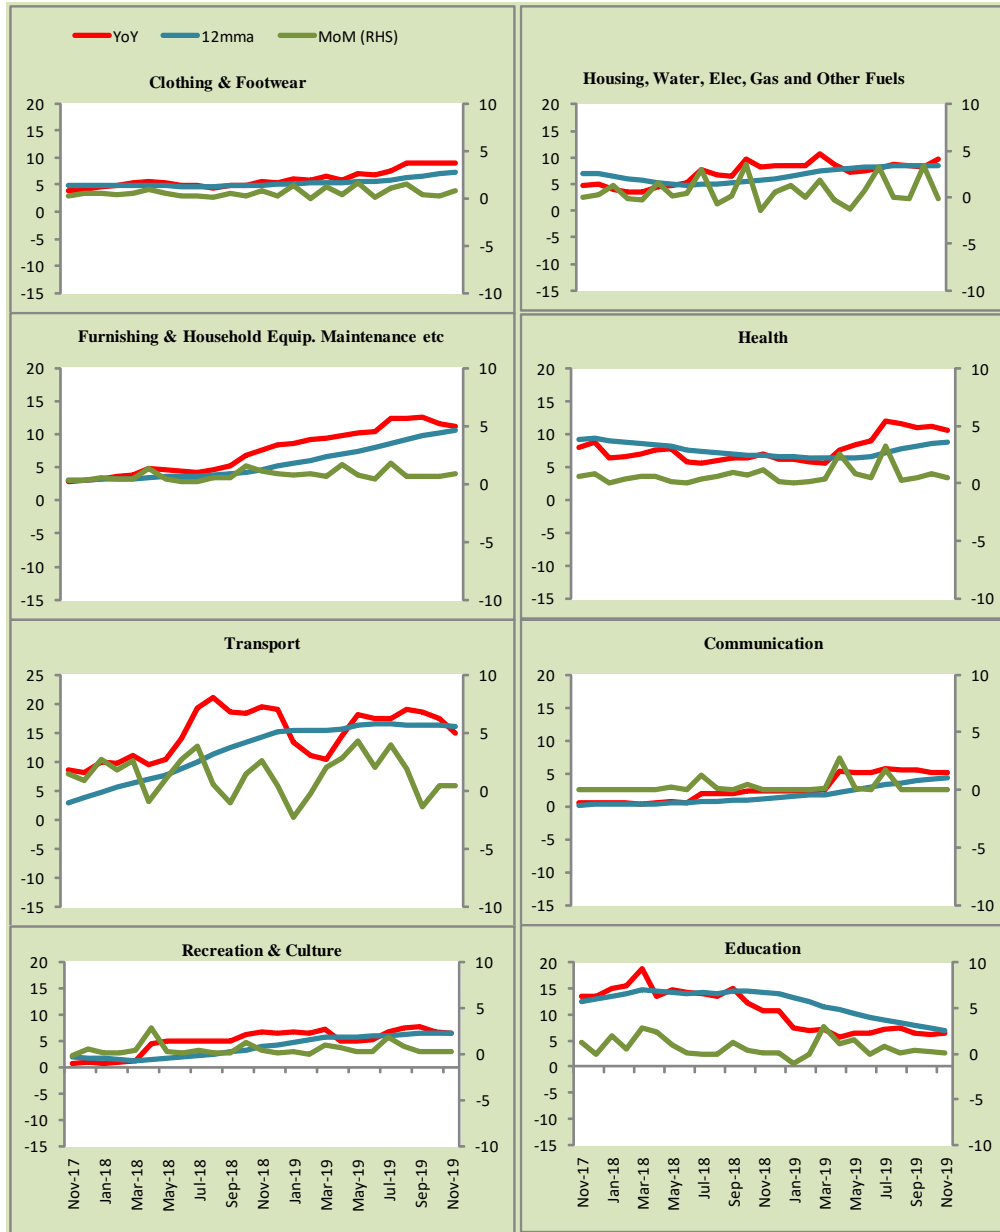 YoY 12mma MoM (RHS)
Clothing & Footwear
20 15 10 5 0 -5 -10 -15
10 5 0 -5 -10
Housing, Water, Elec, Gas and Other Fuels
20 15 10 5 0 -5 -10 -15
10 5 0 -5 -10
Furnishing & Household Equip. Maintenance etc
20 15 10 5 0 -5 -10 -15
10 5 0 -5 -10
Health
20 15 10 5 0 -5 -10 -15
10 5 0 -5 -10
Transport
25 20 15 10 5 0 -5 -10 -15
10 5 0 -5 -10
Communication
20 15 10 5 0 -5 -10 -15
10 5 0 -5 -10
Recreation & Culture
20 15 10 5 0 -5 -10 -15
10 5 0 -5 -10
Nov-17 Jan-18 Mar-18 May-18 Jul-18 Sep-18 Nov-18 Jan-19 Mar-19 May-19 Jul-19 Sep-19 Nov-19
Education
20 15 10 5 0 -5 -10 -15
10 5 0 -5 -10
Nov-17 Jan-18 Mar-18 May-18 Jul-18 Sep-18 Nov-18 Jan-19 Mar-19 May-19 Jul-19 Sep-19 Nov-19